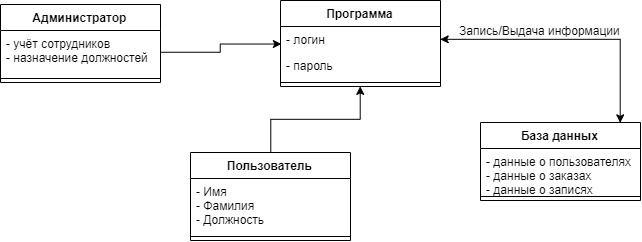 Администратор
- учёт сотрудников
- назначение должностей
Программа
- логин
- пароль
Запись/Выдача информации
База данных
- данные о пользователях
- данные о заказах
- данные о записях
Пользователь
- Имя
- Фамилия
- Должность